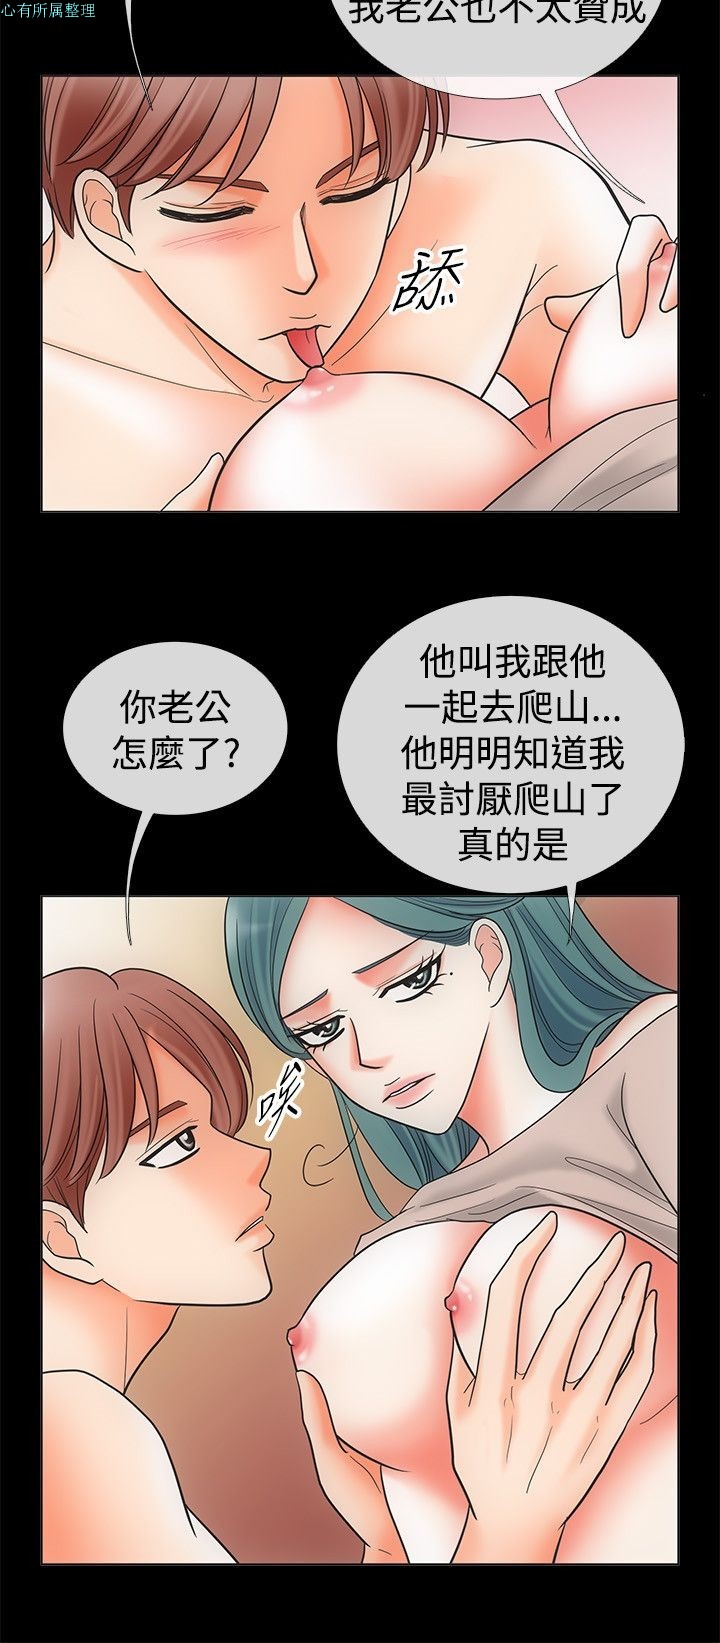 心有所属整理
我老公也不太贊成
舔
你老公
怎麼了?
他叫我跟他
一起去爬山...
他明明知道我
最討厭爬山了
真的是
唉